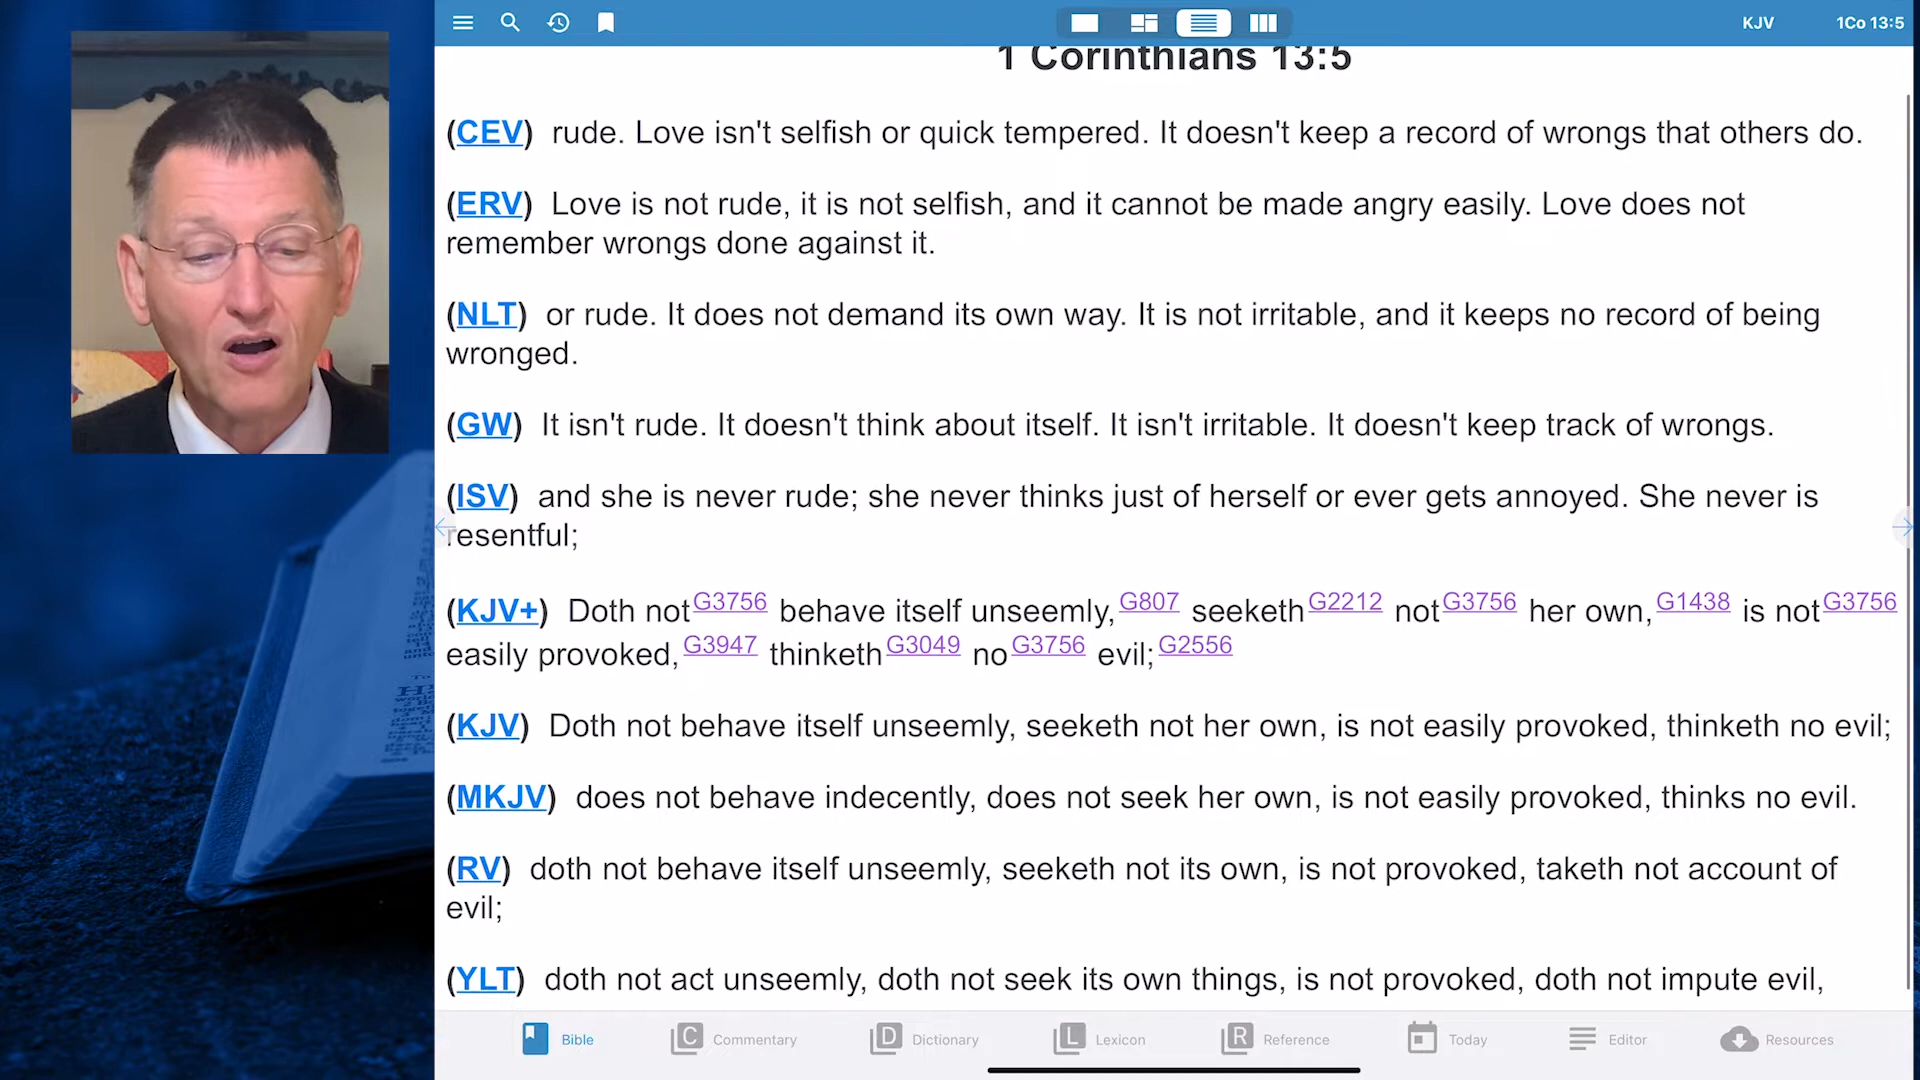 KJV 1Co 13:5
1 Corinthians 13:5
(CEV) rude. Love isn't selfish or quick tempered. It doesn't keep a record of wrongs that others do.
(ERV) Love is not rude, it is not selfish, and it cannot be made angry easily. Love does not
remember wrongs done against it.
(NLT) or rude. It does not demand its own way. It is not irritable, and it keeps no record of being
wronged.
(GW) It isn't rude. It doesn't think about itself. It isn't irritable. It doesn't keep track of wrongs.
(ISV) and she is never rude; she never thinks just of herself or ever gets annoyed. She never is
resentful;
(KJV+) Doth not G3756 behave itself unseemly, G807 seeketh G2212 not G3756 her own, G1438 is not G3756
easily provoked, G3947 thinketh G3049 no G3756 evil; G2556
(KJV) Doth not behave itself unseemly, seeketh not her own, is not easily provoked, thinketh no evil;
(MKJV) does not behave indecently, does not seek her own, is not easily provoked, thinks no evil.
(RV) doth not behave itself unseemly, seeketh not its own, is not provoked, taketh not account of
evil;
(YLT) doth not act unseemly, doth not seek its own things, is not provoked, doth not impute evil,
Bible C Commentary D Dictionary L Lexicon R Reference Today Editor Resources